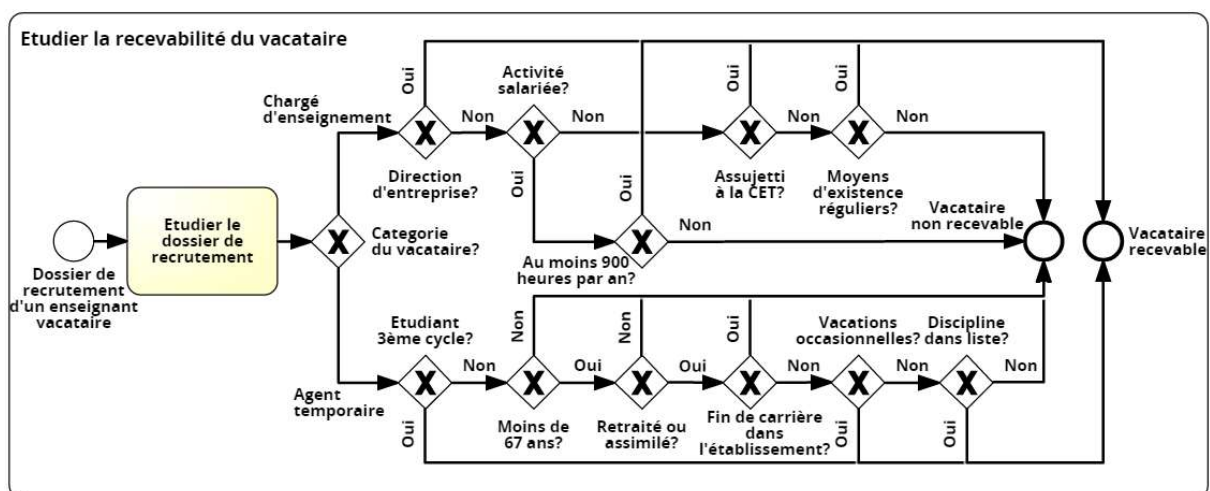 Etudier la recevabilité du vacataire
Oui
Activité
salariée?
Oui
Oui
Chargé
d'enseignement
Non
Non
Non
Non
Direction
d'entreprise?
Oui
Oui
Assujetti
à la CET?
Moyens
d'existence
réguliers?
Etudier le
dossier de
recrutement
Categorie
du vacataire?
Non
Vacataire
non recevable
Vacataire
recevable
Dossier de
recrutement
d'un enseignant
vacataire
Au moins 900
heures par an?
Etudiant
3ème cycle?
Non
Non
Oui
Vacations
occasionnelles?
Discipline
dans liste?
Agent
temporaire
Non
Oui
Oui
Non
Non
Non
Oui
Moins de
67 ans?
Retraité ou
assimilé?
Fin de carrière
dans
l'établissement?
Oui
Oui